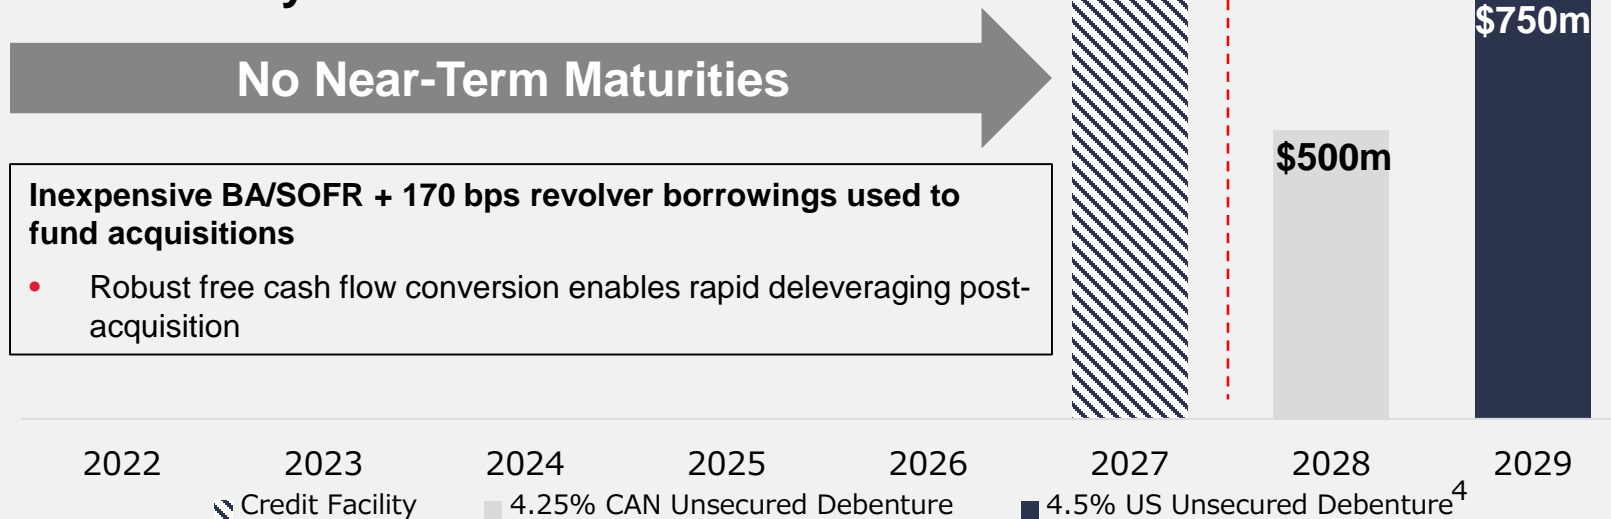 $750m
No Near-Term Maturities
$500m
Inexpensive BA/SOFR + 170 bps revolver borrowings used to
fund acquisitions
• Robust free cash flow conversion enables rapid deleveraging post-
acquisition
2022 2023 2024 2025 2026 2027 2028 2029
Credit Facility 4.25% CAN Unsecured Debenture 4.5% US Unsecured Debenture4